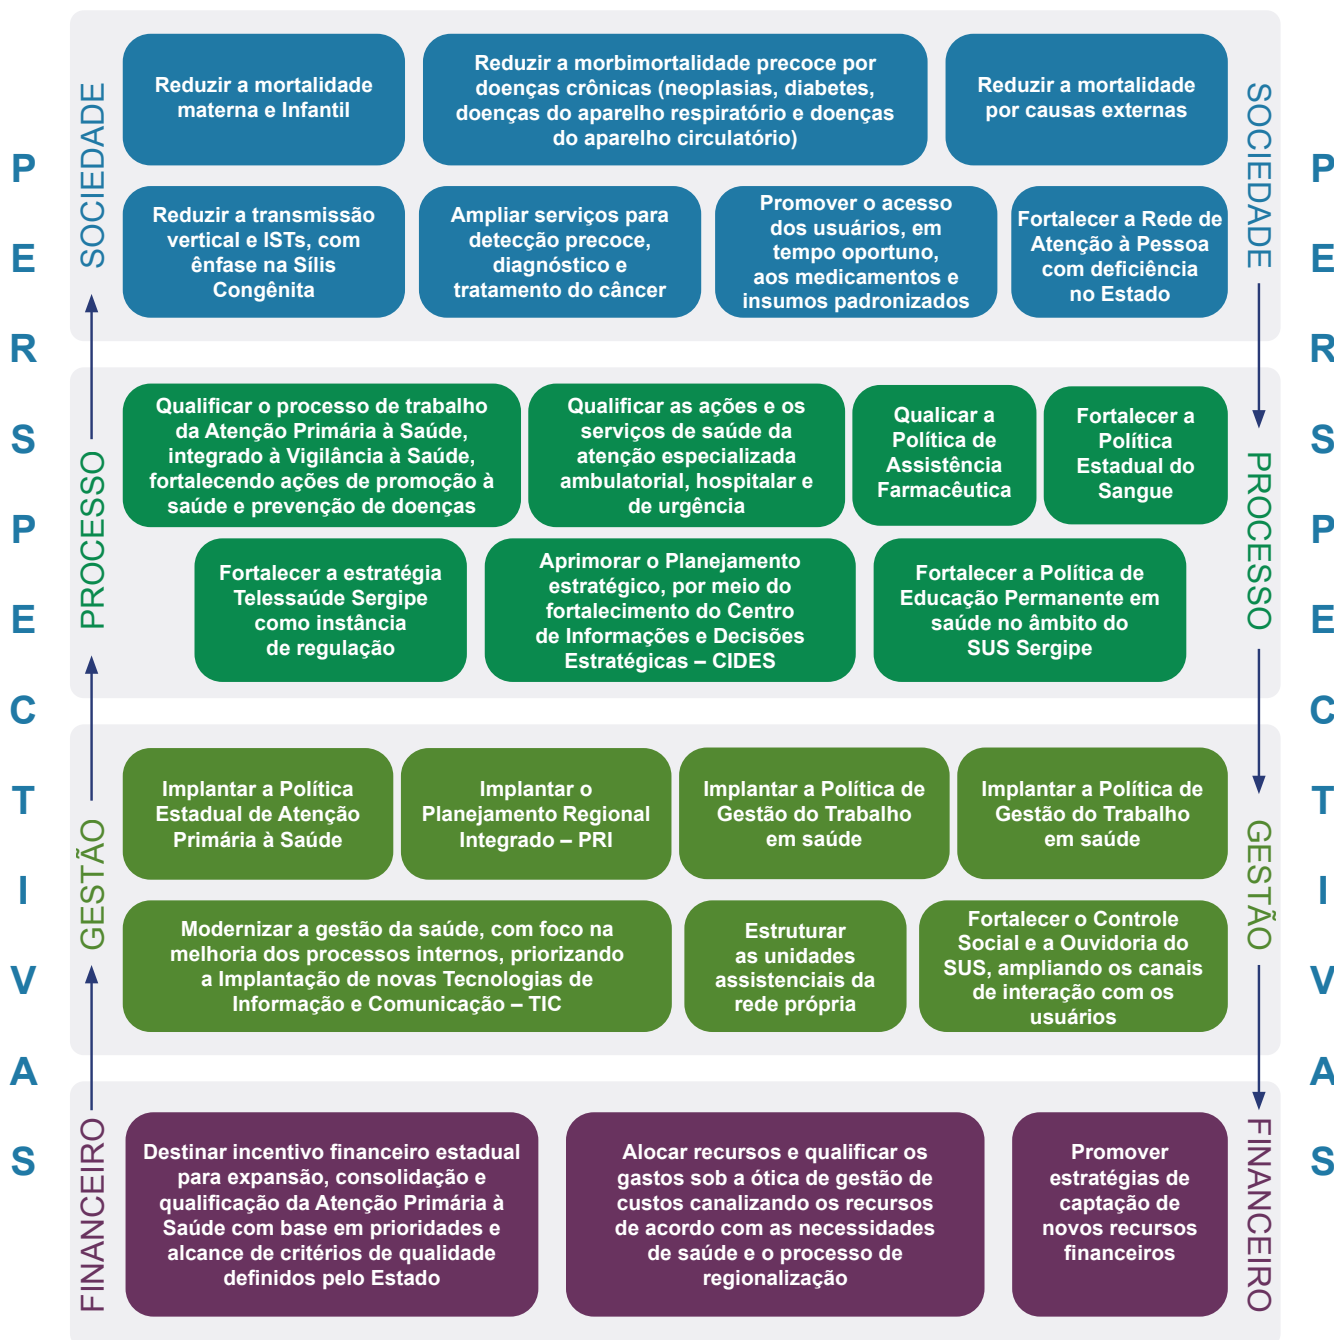 PERSPECTIVAS
SOCIEDADE
Reduzir a mortalidade
materna e Infantil
Reduzir a morbimortalidade precoce por
doenças crônicas (neoplasias, diabetes,
doenças do aparelho respiratório e doenças
do aparelho circulatório)
Reduzir a mortalidade
por causas externas
Reduzir a transmissão
vertical e ISTs, com
ênfase na Sílis
Congênita
Ampliar serviços para
detecção precoce,
diagnóstico e
tratamento do câncer
Promover o acesso
dos usuários, em
tempo oportuno,
aos medicamentos e
insumos padronizados
Fortalecer a Rede de
Atenção à Pessoa
com deficiência
no Estado
SOCIEDADE
PROCESSO
Qualificar o processo de trabalho
da Atenção Primária à Saúde,
integrado à Vigilância à Saúde,
fortalecendo ações de promoção à
saúde e prevenção de doenças
Qualificar as ações e os
serviços de saúde da
atenção especializada
ambulatorial, hospitalar e
de urgência
Qualicar a
Política de
Assistência
Farmacêutica
Fortalecer a
Política
Estadual do
Sangue
Fortalecer a estratégia
Telessaúde Sergipe
como instância
de regulação
Aprimorar o Planejamento
estratégico, por meio do
fortalecimento do Centro
de Informações e Decisões
Estratégicas – CIDES
Fortalecer a Política de
Educação Permanente em
saúde no âmbito do
SUS Sergipe
PROCESSO
GESTÃO
Implantar a Política
Estadual de Atenção
Primária à Saúde
Implantar o
Planejamento Regional
Integrado – PRI
Implantar a Política de
Gestão do Trabalho
em saúde
Implantar a Política de
Gestão do Trabalho
em saúde
Modernizar a gestão da saúde, com foco na
melhoria dos processos internos, priorizando
a Implantação de novas Tecnologias de
Informação e Comunicação – TIC
Estruturar
as unidades
assistenciais da
rede própria
Fortalecer o Controle
Social e a Ouvidoria do
SUS, ampliando os canais
de interação com os
usuários
GESTÃO
FINANCEIRO
Destinar incentivo financeiro estadual
para expansão, consolidação e
qualificação da Atenção Primária à
Saúde com base em prioridades e
alcance de critérios de qualidade
definidos pelo Estado
Alocar recursos e qualificar os
gastos sob a ótica de gestão de
custos canalizando os recursos
de acordo com as necessidades
de saúde e o processo de
regionalização
Promover
estratégias de
captação de
novos recursos
financeiros
FINANCEIRO
PERSPECTIVAS